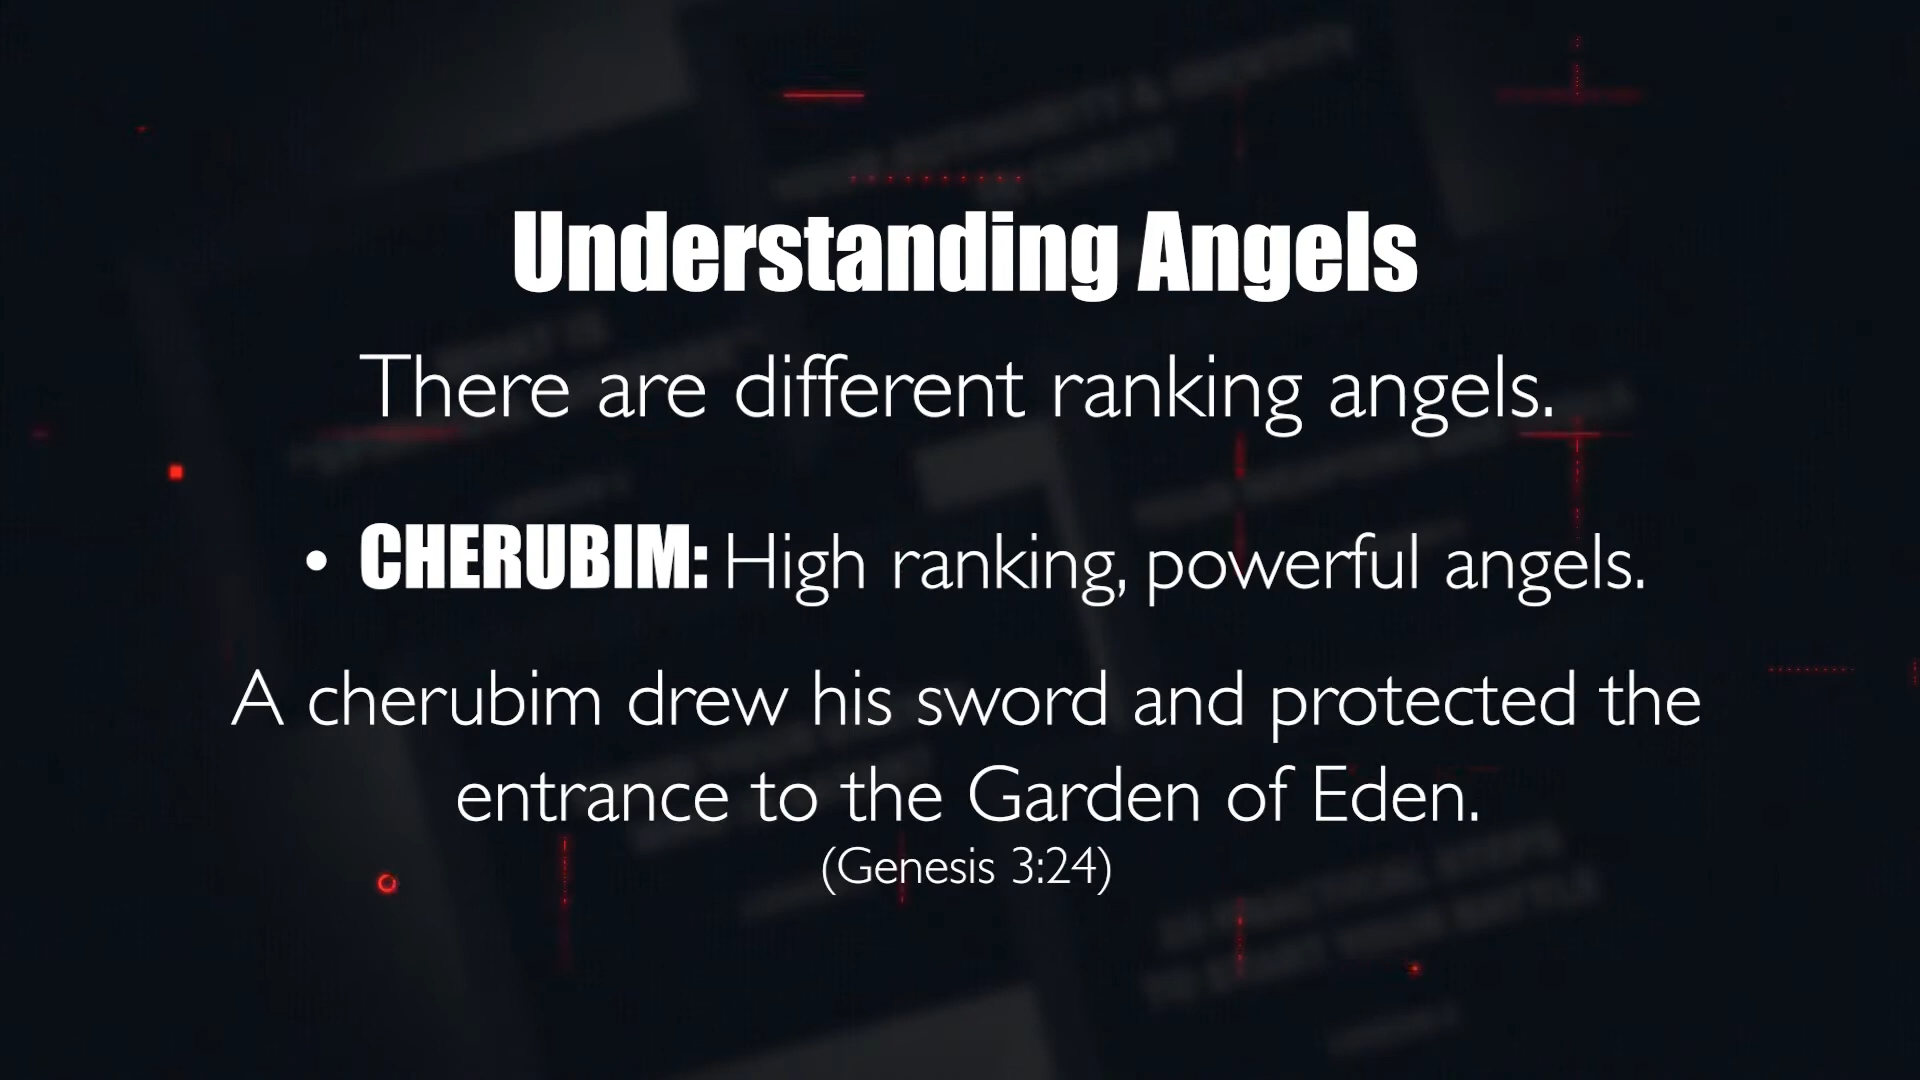 Understanding Angels
There are different ranking angels.
• CHERUBIM: High ranking, powerful angels.
A cherubim drew his sword and protected the
entrance to the Garden of Eden.
(Genesis 3:24)